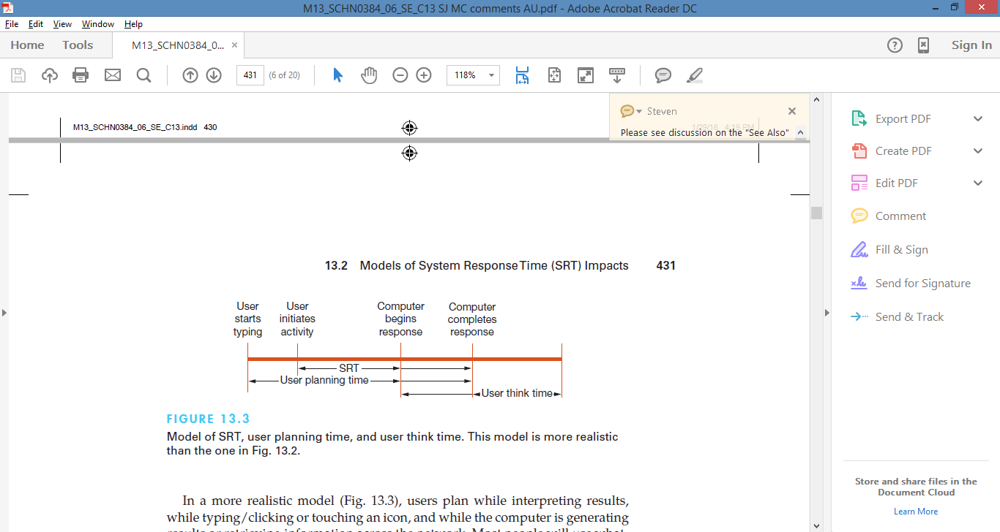 M13_SCHN0384_06_SE_C13 SJ MC comments AU.pdf - Adobe Acrobat Reader DC
File Edit View Window Help
Home Tools M13_SCHN0384_0... × ? Sign In
431 (6 of 20) 118%
M13_SCHN0384_06_SE_C13.indd 430
Steven
1/29/16 4:19 PM
Please see discussion on the "See Also"
Export PDF
Create PDF
Edit PDF
Comment
Fill & Sign
Send for Signature
Send & Track
13.2 Models of System Response Time (SRT) Impacts 431
User starts typing
User initiates activity
Computer begins response
Computer completes response
SRT
User planning time
User think time
FIGURE 13.3
Model of SRT, user planning time, and user think time. This model is more realistic
than the one in Fig. 13.2.
In a more realistic model (Fig. 13.3), users plan while interpreting results,
while typing/clicking or touching an icon, and while the computer is generating
Store and share files in the
Document Cloud
Learn More